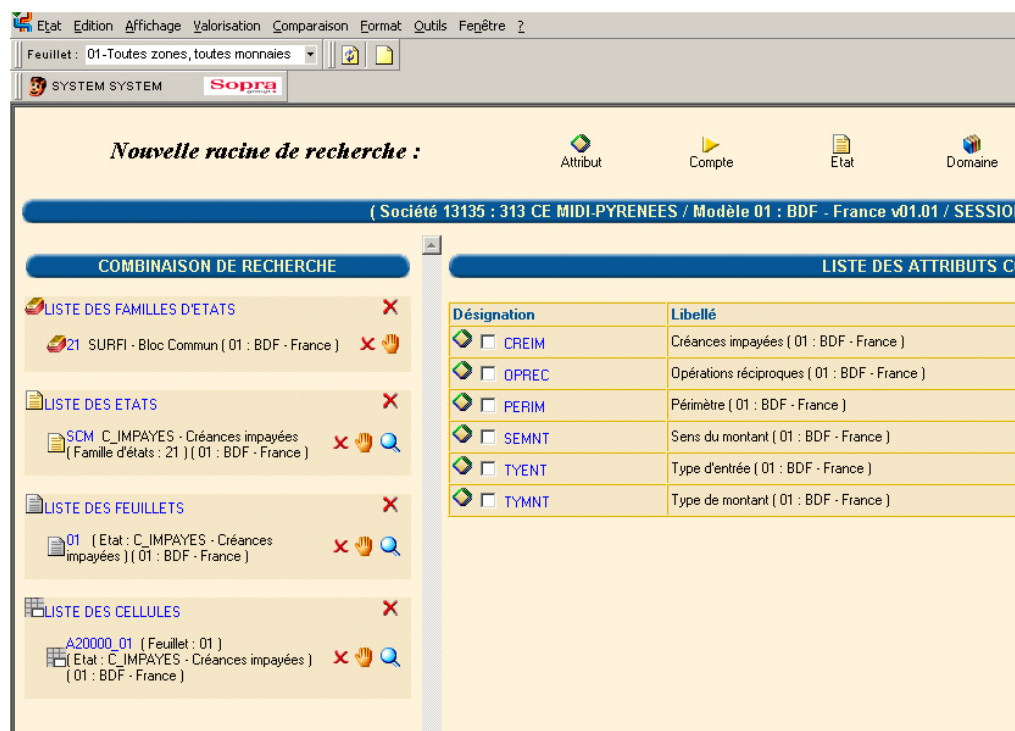 Etat Edition Affichage Valorisation Comparaison Format Outils Fenêtre ?
Feuillet : 01-Toutes zones, toutes monnaies
SYSTEM SYSTEM Sopra
Nouvelle racine de recherche :
Attribut Compte Etat Domaine
( Société 13135 : 313 CE MIDI-PYRENEES / Modèle 01 : BDF - France v01.01 / SESSIO
COMBINAISON DE RECHERCHE
LISTE DES FAMILLES D'ETATS
21 SURFI - Bloc Commun ( 01 : BDF - France )
LISTE DES ETATS
SCM C_IMPAYES - Créances impayées
( Famille d'états : 21 ) ( 01 : BDF - France )
LISTE DES FEUILLETS
01 ( Etat : C_IMPAYES - Créances
impayées ) ( 01 : BDF - France )
LISTE DES CELLULES
A20000_01 ( Feuillet : 01 )
( Etat : C_IMPAYES - Créances impayées )
( 01 : BDF - France )
LISTE DES ATTRIBUTS C
Désignation Libellé
CREIM Créances impayées ( 01 : BDF - France )
OPREC Opérations réciproques ( 01 : BDF - France )
PERIM Périmètre ( 01 : BDF - France )
SEMNT Sens du montant ( 01 : BDF - France )
TYENT Type d'entrée ( 01 : BDF - France )
TYMNT Type de montant ( 01 : BDF - France )